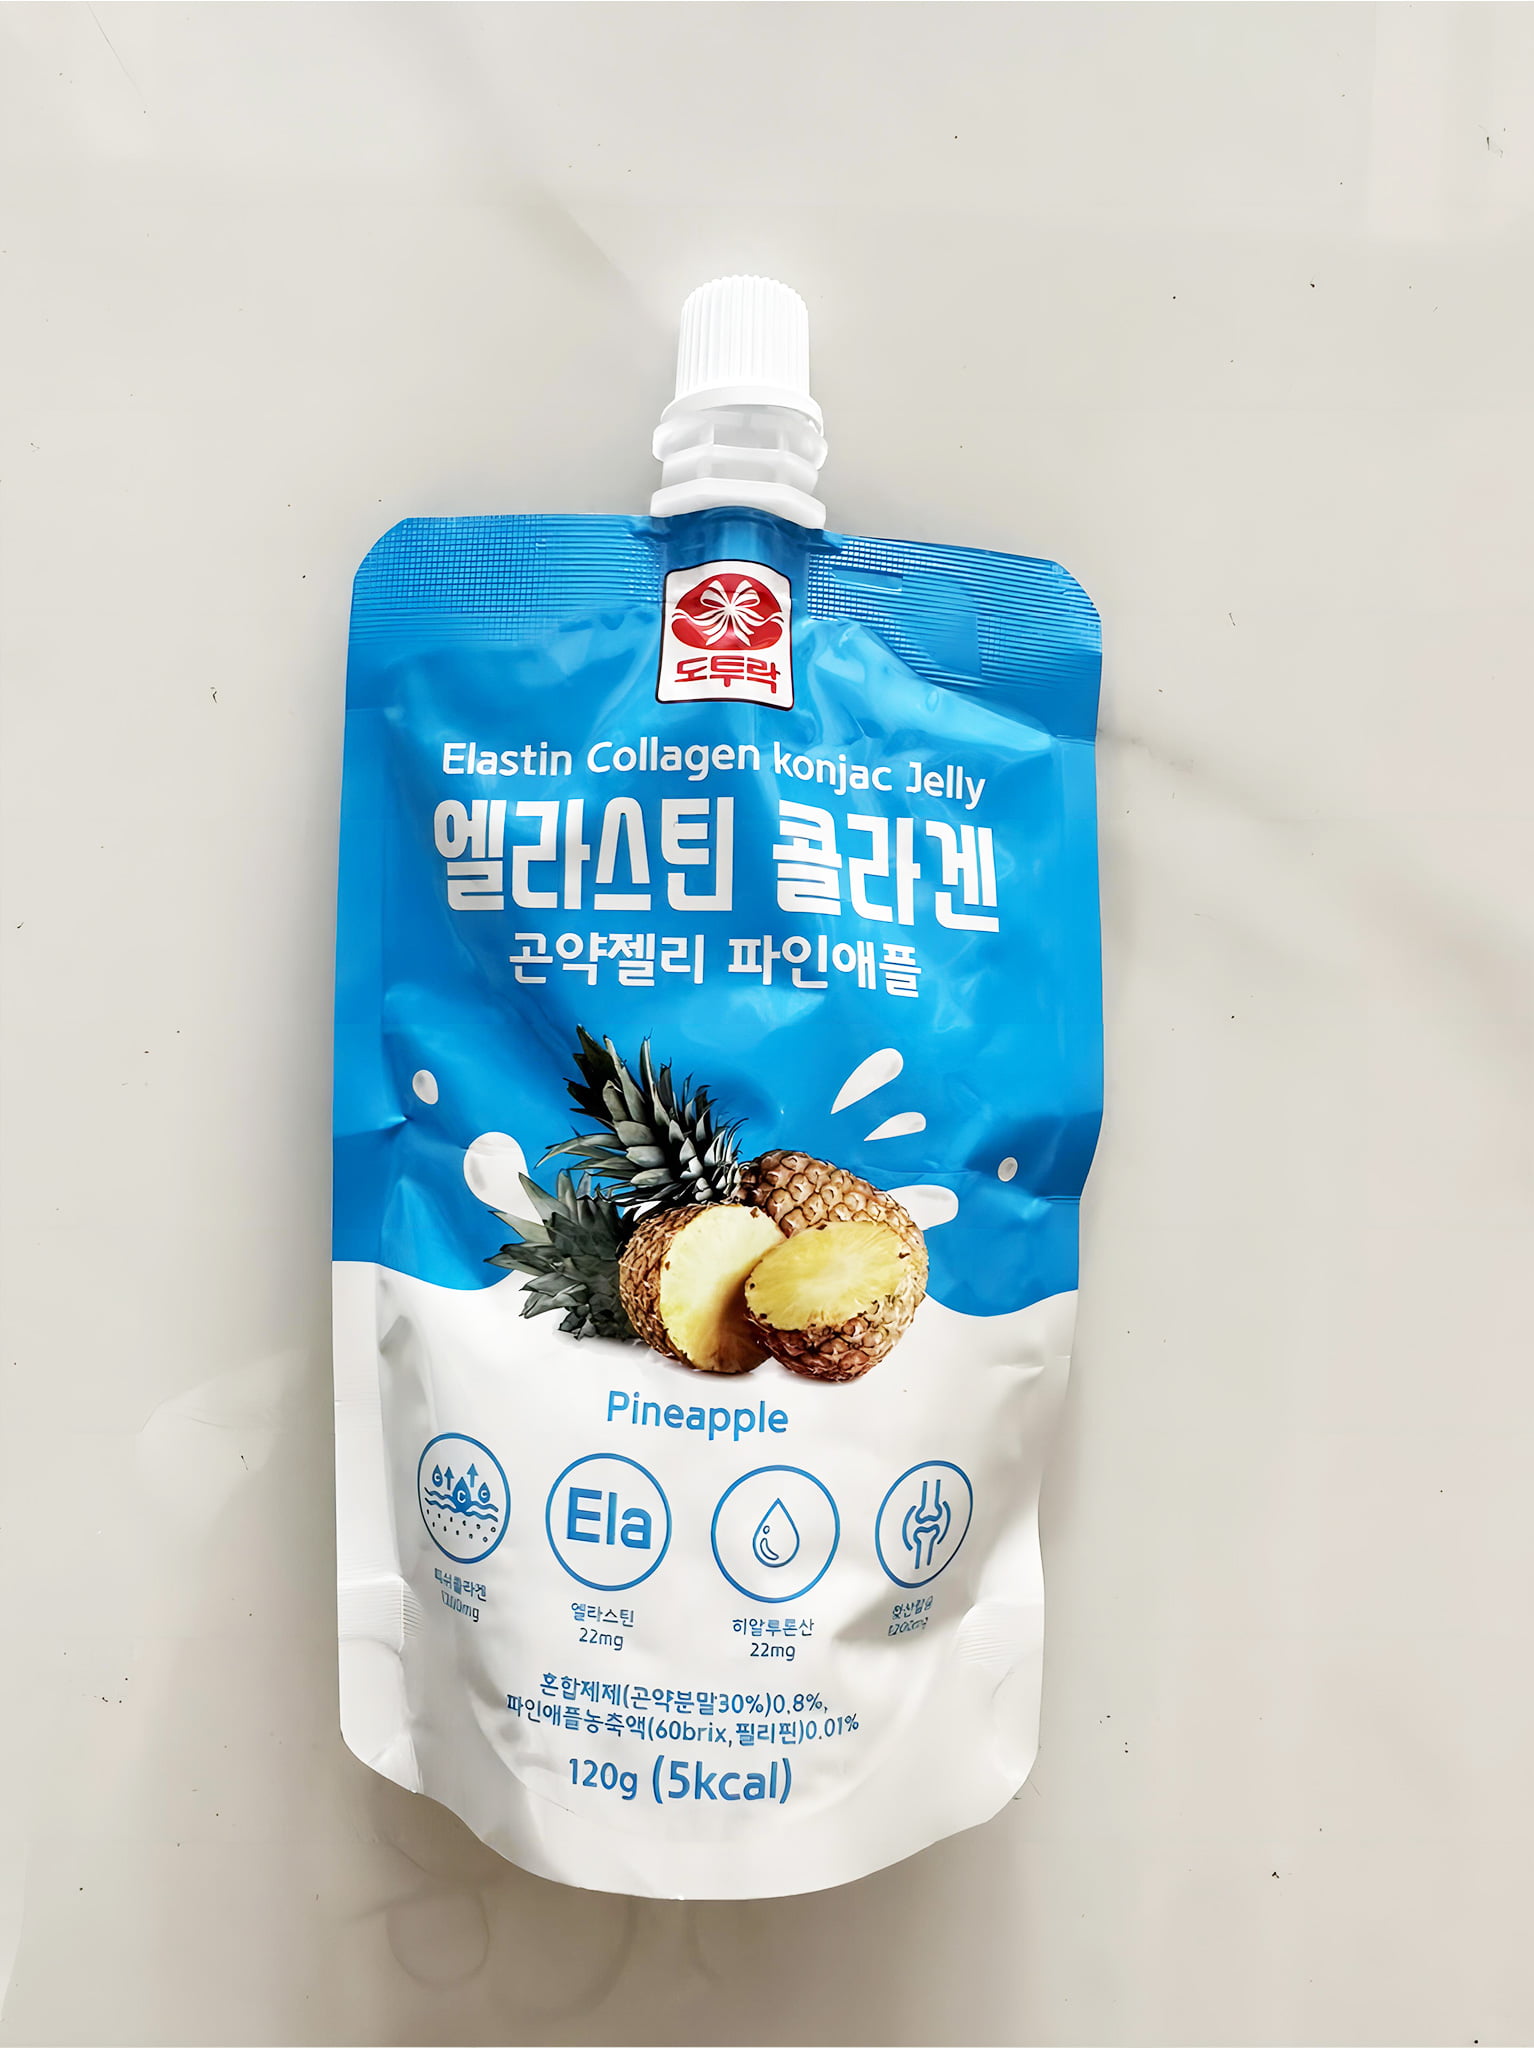 도투락
Elastin Collagen konjac Jelly
엘라스틴 콜라겐
곤약젤리 파인애플
Pineapple
Ela
엘라스틴
22mg
히알루론산
22mg
혼합제제(곤약분말30%)0.8%,
파인애플농축액(60brix,필리핀)0.01%
120g (5kcal)